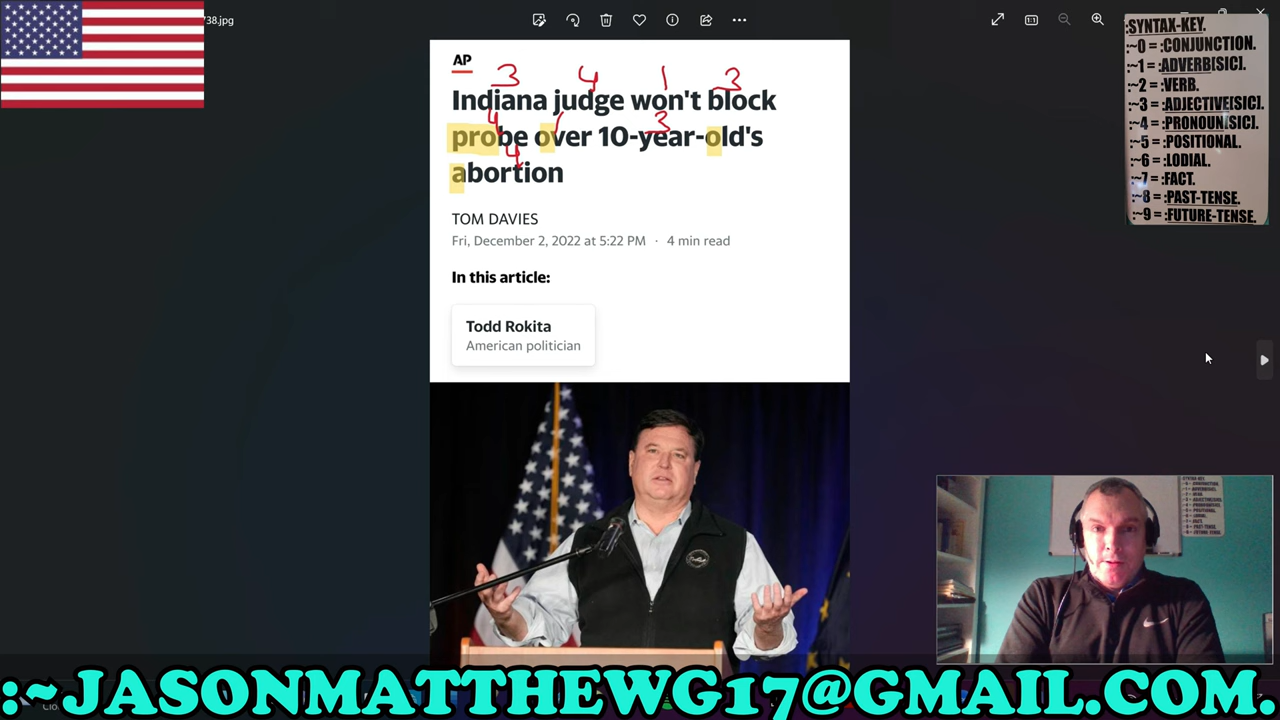 738.jpg
AP
3 4 1 3
Indiana judge won't block
4 1 3
probe over 10-year-old's
4
abortion
TOM DAVIES
Fri, December 2, 2022 at 5:22 PM · 4 min read
In this article:
Todd Rokita
American politician
:SYNTAX-KEY.
:~0 = :CONJUNCTION.
:~1 = :ADVERB[SIC].
:~2 = :VERB.
:~3 = :ADJECTIVE[SIC].
:~4 = :PRONOUN[SIC].
:~5 = :POSITIONAL.
:~6 = :LODIAL.
:~7 = :FACT.
:~8 = :PAST-TENSE.
:~9 = :FUTURE-TENSE.
:~JASONMATTHEWG17@GMAIL.COM.